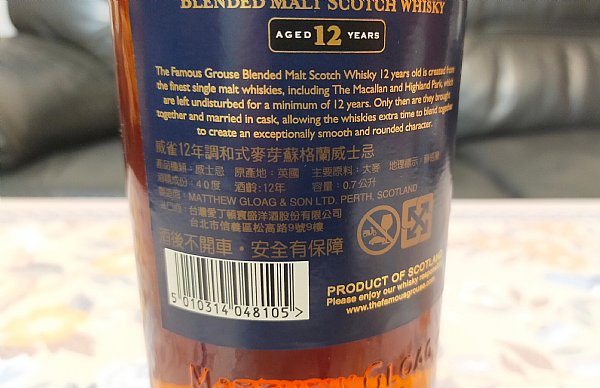 BLENDED MALT SCOTCH WHISKY
AGED 12 YEARS
The Famous Grouse Blended Malt Scotch Whisky 12 years old is created from
the finest single malt whiskies, including The Macallan and Highland Park, which
are left undisturbed for a minimum of 12 years. Only then are they brought
together and married in cask, allowing the whiskies extra time to blend together
to create an exceptionally smooth and rounded character.
威雀12年調和式麥芽蘇格蘭威士忌
產品種類：威士忌 原產地：英國 主要原料：大麥 地理標示：蘇格蘭
酒精成份：40度 酒齡：12年 容量：0.7公升
MATTHEW GLOAG & SON LTD. PERTH, SCOTLAND
台灣愛丁頓寰盛洋酒股份有限公司
台北市信義區松高路9號9樓
酒後不開車・安全有保障
5 010314 048105 >
PRODUCT OF SCOTLAND
Please enjoy our whisky responsibly
www.thefamousgrouse.com
MATTHEW GLOAG